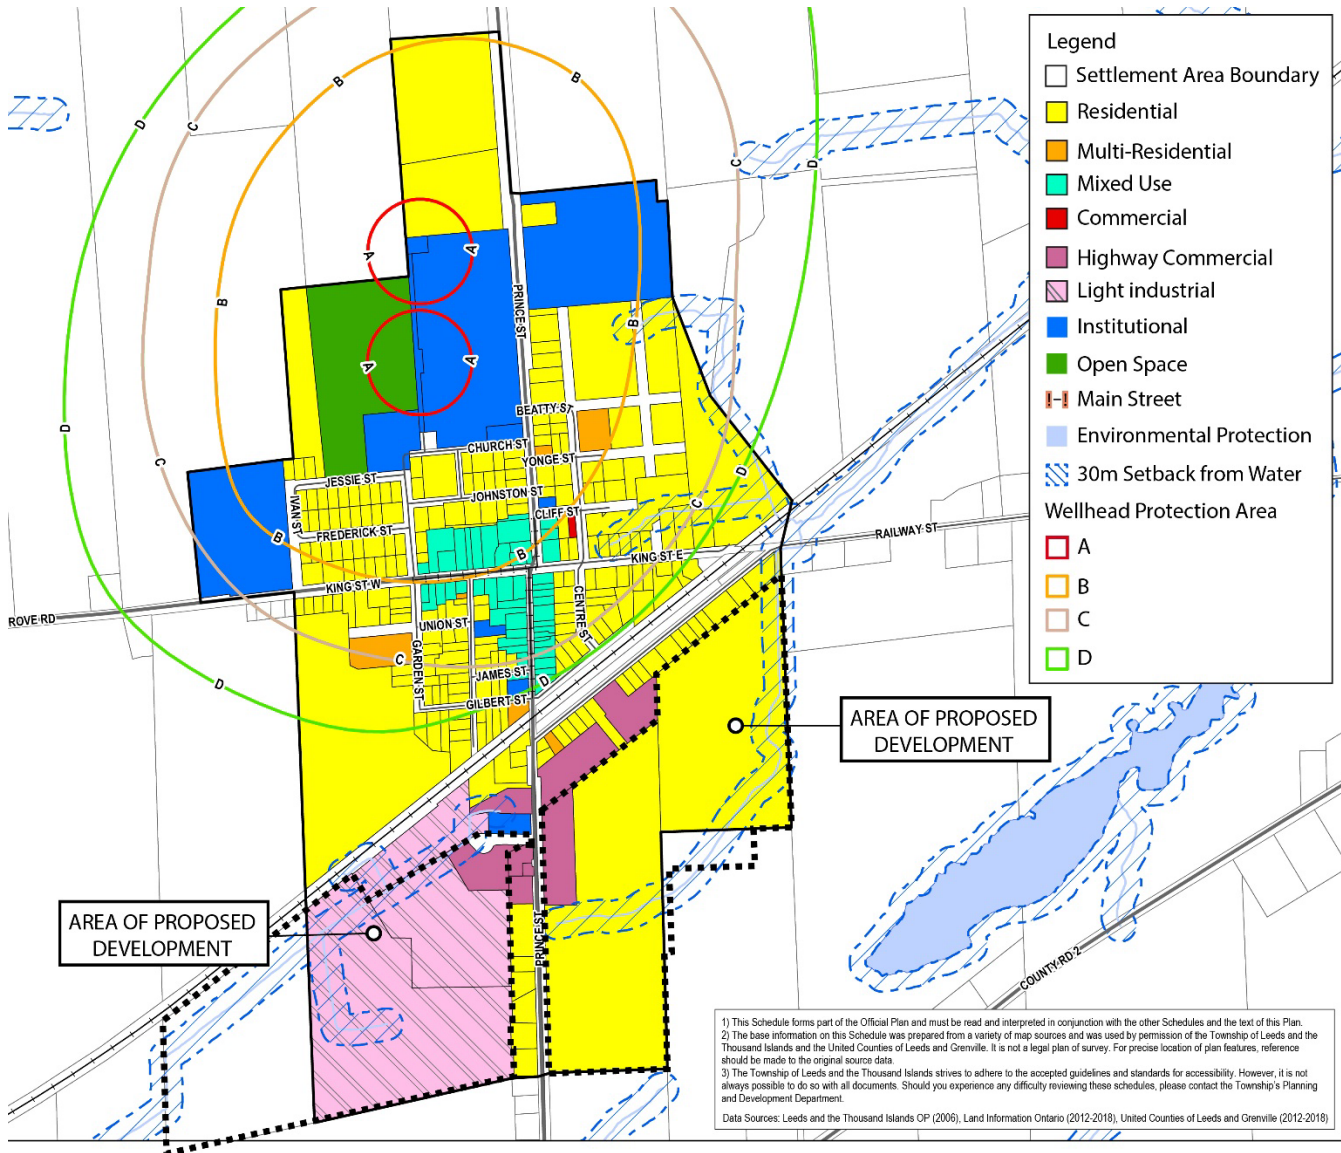 Legend
Settlement Area Boundary
Residential
Multi-Residential
Mixed Use
Commercial
Highway Commercial
Light industrial
Institutional
Open Space
!-! Main Street
Environmental Protection
30m Setback from Water
Wellhead Protection Area
A
B
C
D
B
B
D
C
C
D
A
A
PRINCE ST
B
B
A
A
BEATTY ST
D
CHURCH ST
YONGE ST
C
D
JESSIE ST
JOHNSTON ST
IVAN ST
CLIFF ST
C
FREDERICK ST
RAILWAY ST
B
B
KING ST E
KING ST W
ROVE RD
CENTRE ST
UNION ST
GARDEN ST
C
JAMES ST
D
D
GILBERT ST
AREA OF PROPOSED
DEVELOPMENT
AREA OF PROPOSED
DEVELOPMENT
PRINCE ST
COUNTY RD 2
1) This Schedule forms part of the Official Plan and must be read and interpreted in conjunction with the other Schedules and the text of this Plan.
2) The base information on this Schedule was prepared from a variety of map sources and was used by permission of the Township of Leeds and the
Thousand Islands and the United Counties of Leeds and Grenville. It is not a legal plan of survey. For precise location of plan features, reference
should be made to the original source data.
3) The Township of Leeds and the Thousand Islands strives to adhere to the accepted guidelines and standards for accessibility. However, it is not
always possible to do so with all documents. Should you experience any difficulty reviewing these schedules, please contact the Township's Planning
and Development Department.
Data Sources: Leeds and the Thousand Islands OP (2006), Land Information Ontario (2012-2018), United Counties of Leeds and Grenville (2012-2018)